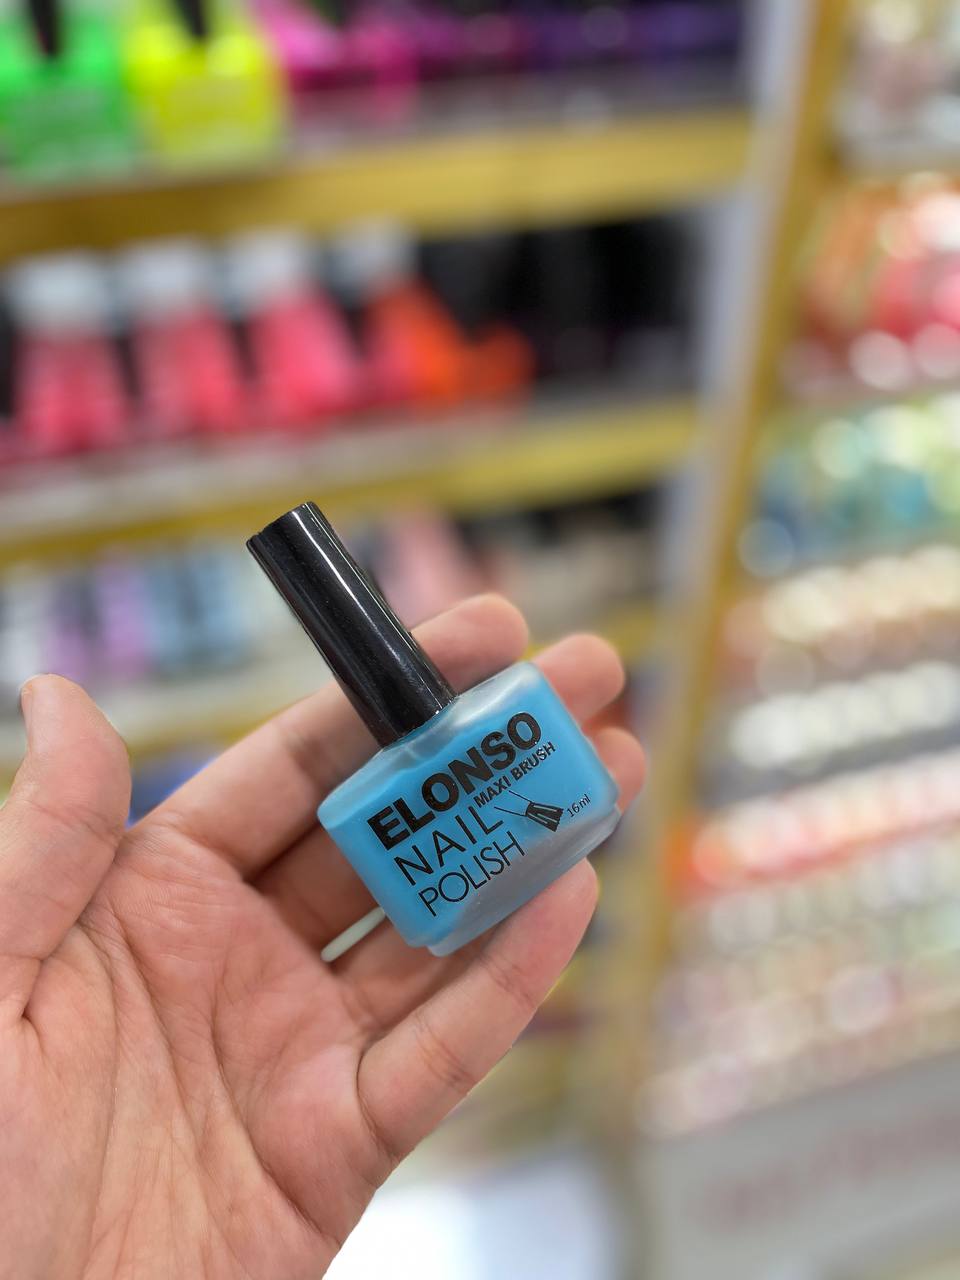 ELONSO
MAXI BRUSH
NAIL
16ml
POLISH